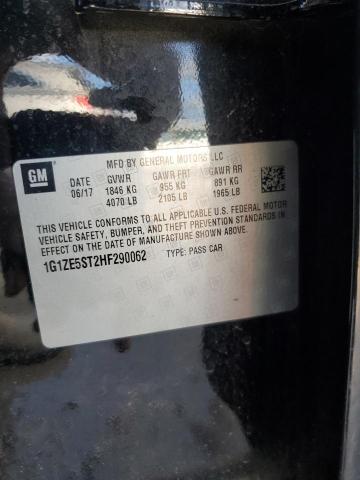 MFD BY GENERAL MOTORS LLC
GM
DATE GVWR GAWR FRT GAWR RR
06/17 1846 KG 955 KG 891 KG
4070 LB 2105 LB 1965 LB
THIS VEHICLE CONFORMS TO ALL APPLICABLE U.S. FEDERAL MOTOR
VEHICLE SAFETY, BUMPER, AND THEFT PREVENTION STANDARDS IN
EFFECT ON THE DATE OF MANUFACTURE SHOWN ABOVE.
1G1ZE5ST2HF290062 TYPE: PASS CAR